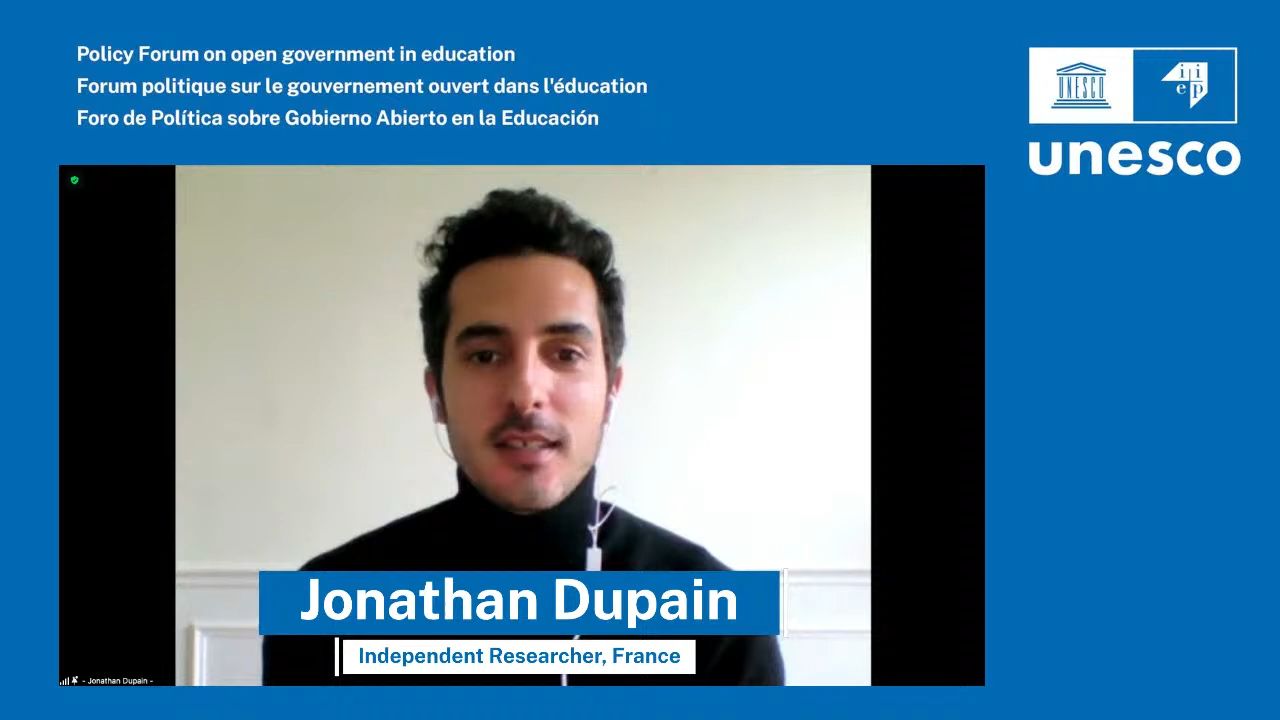 Policy Forum on open government in education
Forum politique sur le gouvernement ouvert dans l'éducation
Foro de Política sobre Gobierno Abierto en la Educación
UNESCO
i i
e p
unesco
Jonathan Dupain
Independent Researcher, France
- Jonathan Dupain -